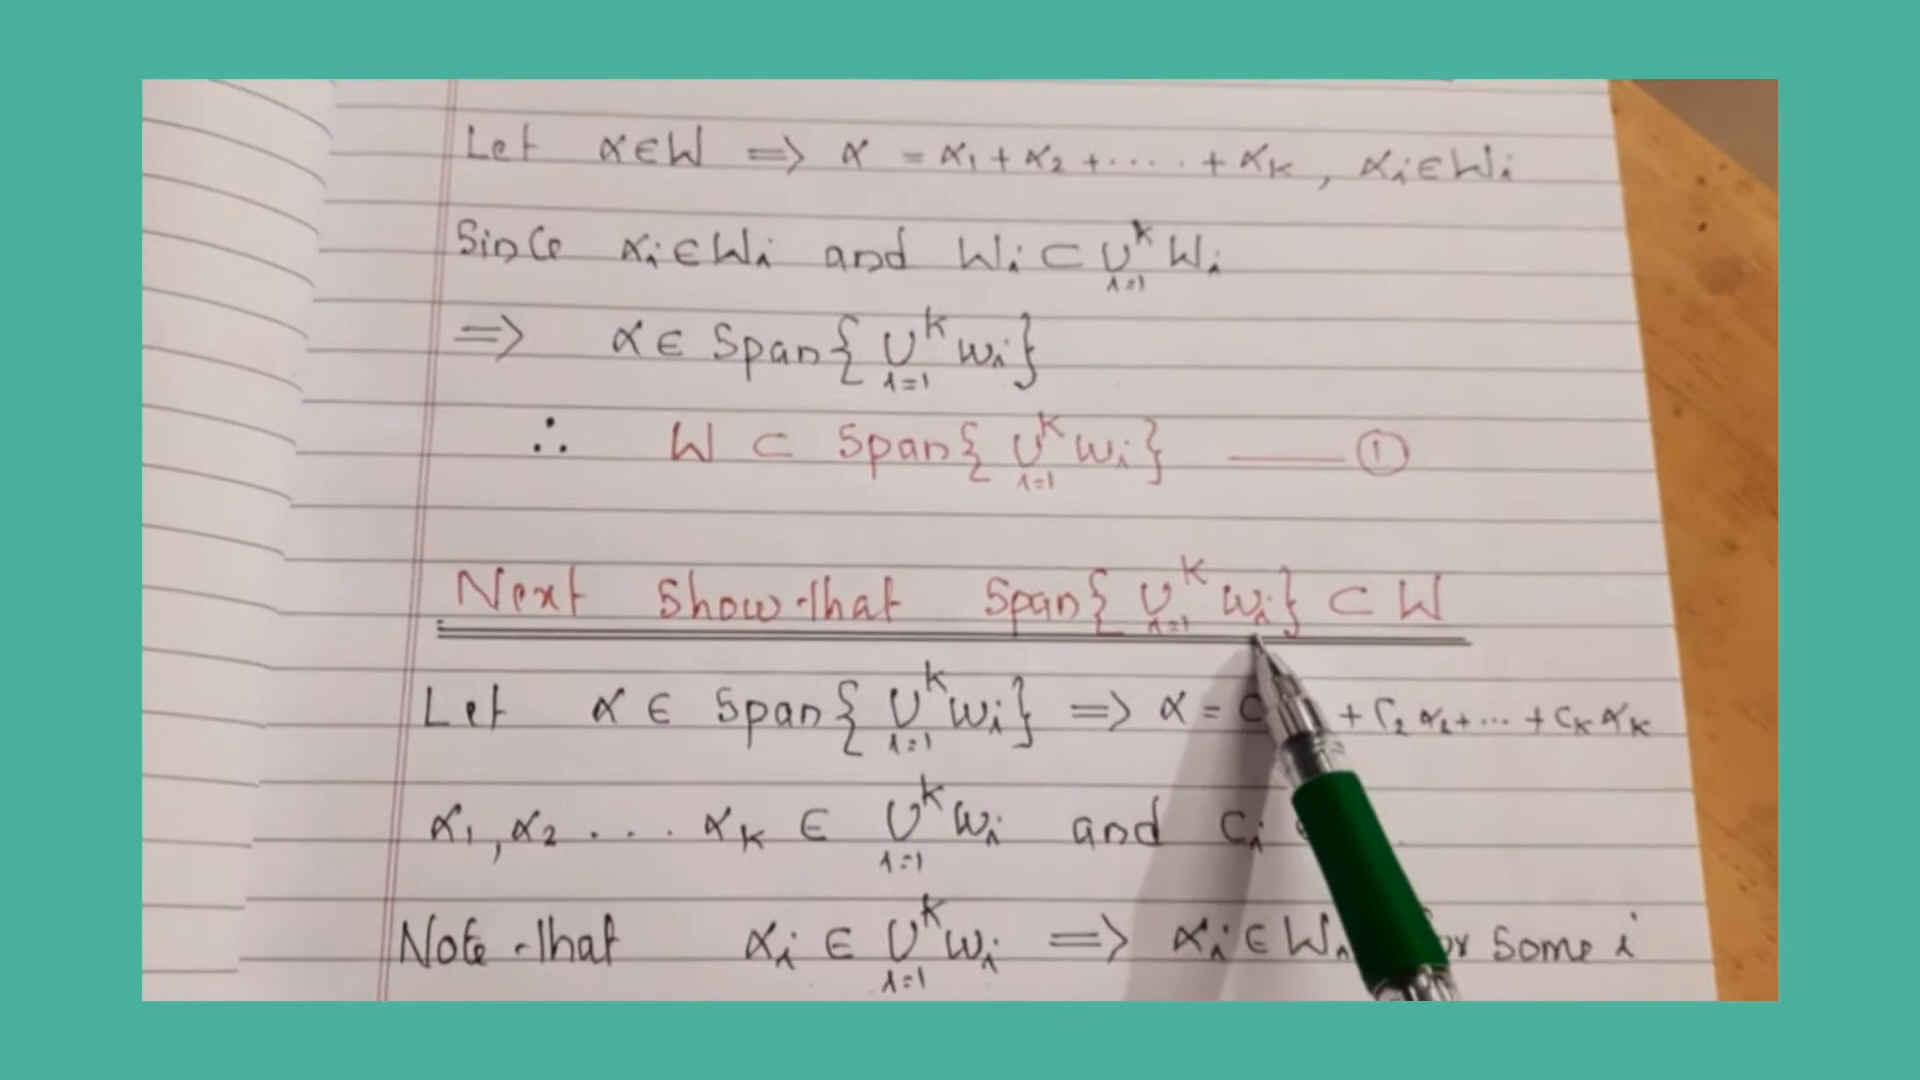 Let α∈W ⟹ α = α₁ + α₂ + ..... + αₖ, αᵢ∈Wᵢ
Since αᵢ∈Wᵢ and Wᵢ ⊂ ∪ᵏᵢ₌₁ Wᵢ
⟹ α ∈ Span{ ∪ᵏᵢ₌₁ wᵢ}
∴ W ⊂ Span{ ∪ᵏᵢ₌₁ wᵢ} —— ①
Next Show that Span{ ∪ᵏᵢ₌₁ wᵢ} ⊂ W
Let α ∈ Span{ ∪ᵏᵢ₌₁ wᵢ} ⟹ α = c + c₂α₂+ ... + cₖαₖ
α₁, α₂ .... αₖ ∈ ∪ᵏᵢ₌₁ wᵢ and cᵢ
Note that αᵢ ∈ ∪ᵏᵢ₌₁ wᵢ ⟹ αᵢ∈Wᵢ Some i